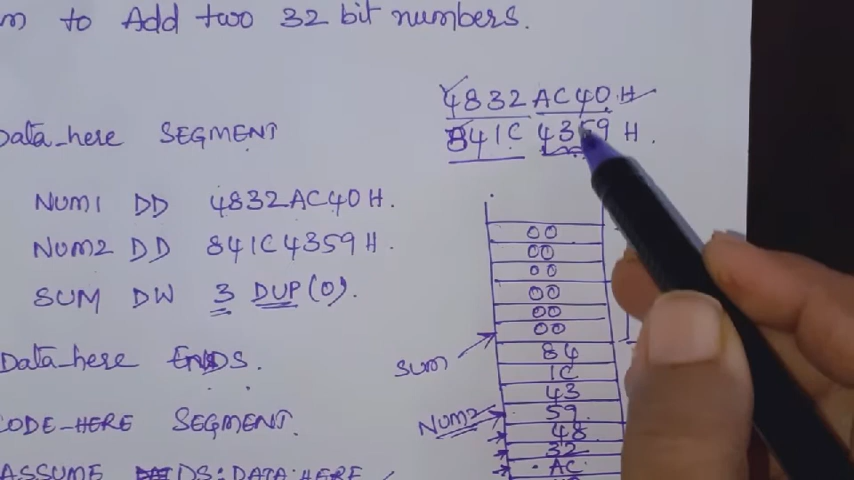 to Add two 32 bit numbers.
4832 AC40 H
841C 4359 H.
Data_here SEGMENT
NUM1 DD 4832AC40H.
NUM2 DD 841C4359H.
SUM DW 3 DUP(0).
00
00
00
00
00
00
SUM
84
1C
43
NUM2
59
48
32
AC
Data_here ENDS.
CODE-HERE SEGMENT.
ASSUME DS:DATA HERE